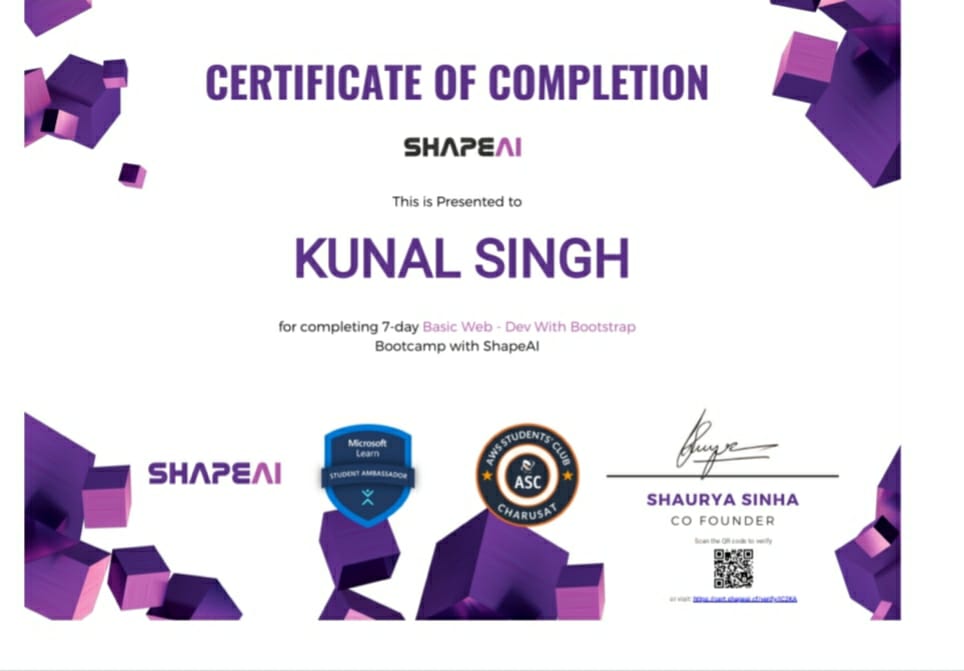 CERTIFICATE OF COMPLETION
SHAPEAI
This is Presented to
KUNAL SINGH
for completing 7-day Basic Web - Dev With Bootstrap
Bootcamp with ShapeAI
SHAPEAI
Microsoft
Learn
STUDENT AMBASSADOR
AWS STUDENTS' CLUB
ASC
CHARUSAT
SHAURYA SINHA
CO FOUNDER
Scan the QR code to verify
or visit: